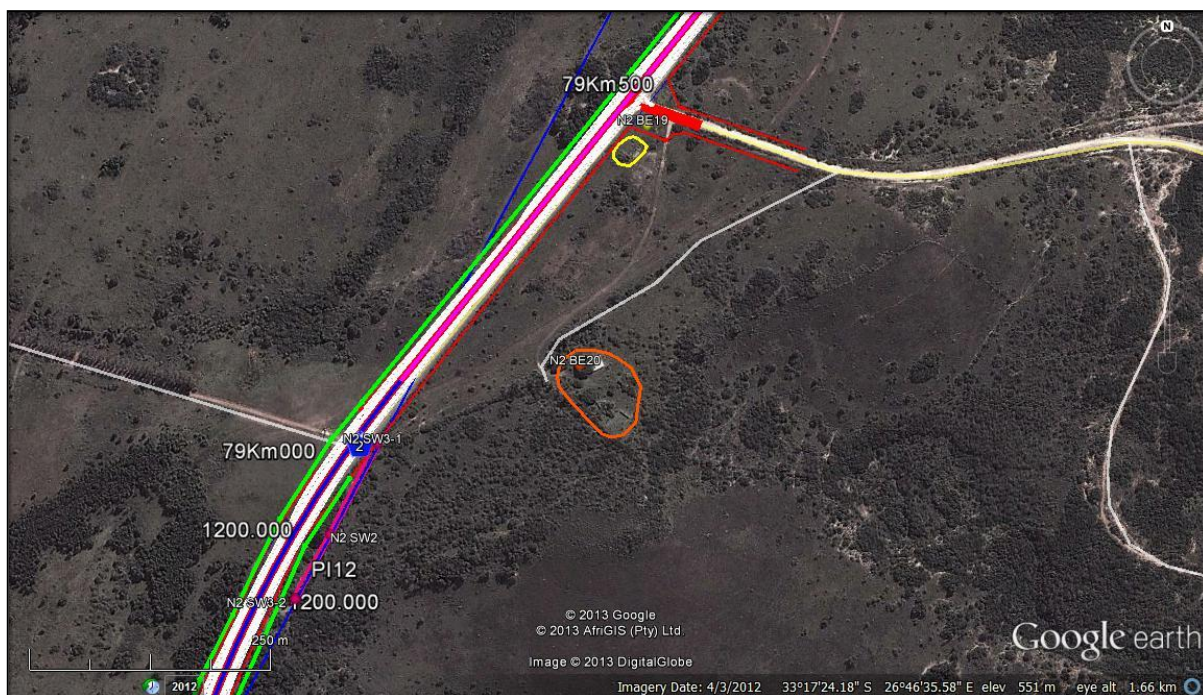 N
79Km500
N2 BE19
N2 BE20
N2 SW3-1
2
79Km000
1200.000
N2 SW2
PI12
N2 SW3-2
1200.000
250 m
© 2013 Google
© 2013 AfriGIS (Pty) Ltd.
Image © 2013 DigitalGlobe
Google earth
2012
Imagery Date: 4/3/2012 33°17'24.18" S 26°46'35.58" E elev 551 m eye alt 1.66 km